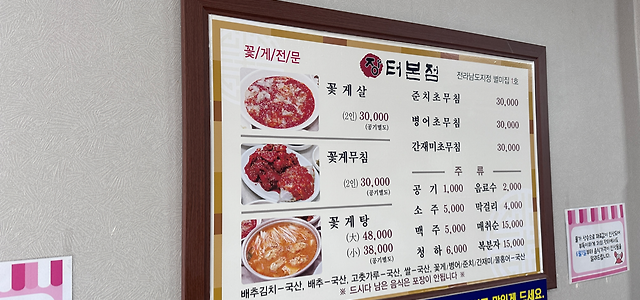 꽃/게/전/문
장터본점
전라남도지정 별미집 1호
꽃게살
(2인) 30,000
(공기별도)
꽃게무침
(2인) 30,000
(공기별도)
꽃게탕
(大) 48,000
(小) 38,000
(공기별도)
준치초무침 30,000
병어초무침 30,000
간재미초무침 30,000
주 류
공기 1,000 음료수 2,000
소주 5,000 막걸리 4,000
맥주 5,000 매취순 15,000
청하 6,000 복분자 15,000
배추김치-국산, 배추-국산, 고춧가루-국산, 쌀-국산, 꽃게/병어/준치/간재미/물통어-국산
※ 드시다 남은 음식은 포장이 안됩니다 ※
맛있게 드세요